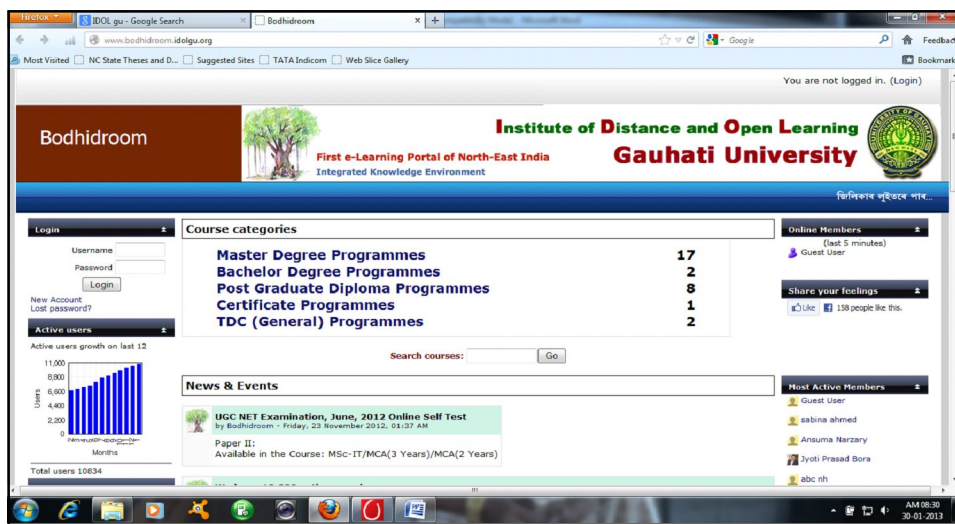 Firefox
IDOL gu - Google Search
Bodhidroom
www.bodhidroom.idolgu.org
Google
Feedbac
Most Visited
NC State Theses and D...
Suggested Sites
TATA Indicom
Web Slice Gallery
Bookmark
You are not logged in. (Login)
Bodhidroom
First e-Learning Portal of North-East India
Integrated Knowledge Environment
Institute of Distance and Open Learning
Gauhati University
জিলিকাব লুইতৰে পাৰ...
Login
Username
Password
Login
New Account
Lost password?
Active users
Active users growth on last 12
11,000
8,800
6,600
4,400
2,200
0
Users
Months
Total users 10834
Course categories
Master Degree Programmes 17
Bachelor Degree Programmes 2
Post Graduate Diploma Programmes 8
Certificate Programmes 1
TDC (General) Programmes 2
Search courses:
Go
News & Events
UGC NET Examination, June, 2012 Online Self Test
by Bodhidroom - Friday, 23 November 2012, 01:37 AM
Paper II:
Available in the Course: MSc-IT/MCA(3 Years)/MCA(2 Years)
Online Members
(last 5 minutes)
Guest User
Share your feelings
Like
158 people like this.
Most Active Members
Guest User
sabina ahmed
Ansuma Narzary
Jyoti Prasad Bora
abc nh
AM 08:30
30-01-2013